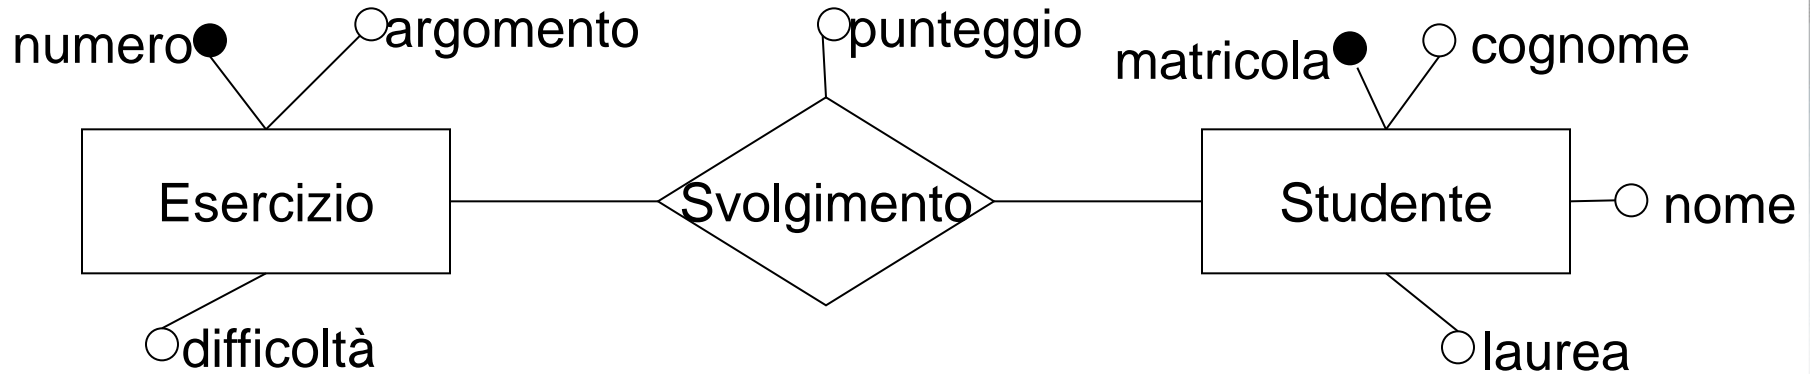 numero
argomento
punteggio
matricola
cognome
Esercizio
Svolgimento
Studente
nome
difficoltà
laurea